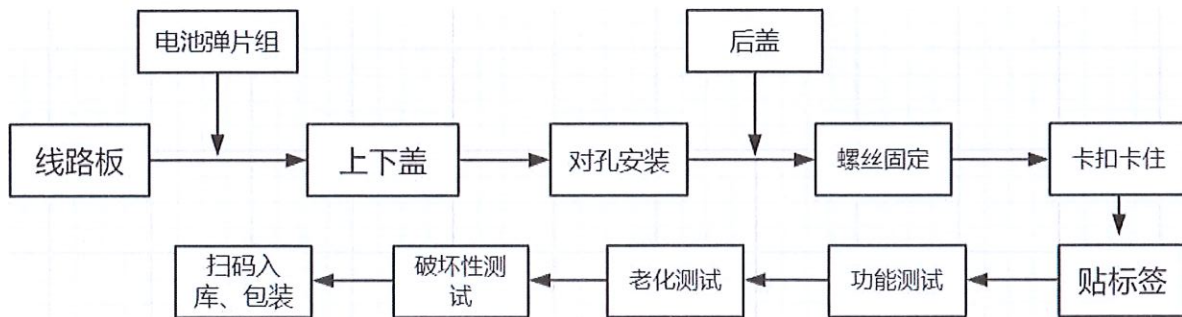 电池弹片组
后盖
线路板
上下盖
对孔安装
螺丝固定
卡扣卡住
扫码入
库、包装
破坏性测
试
老化测试
功能测试
贴标签